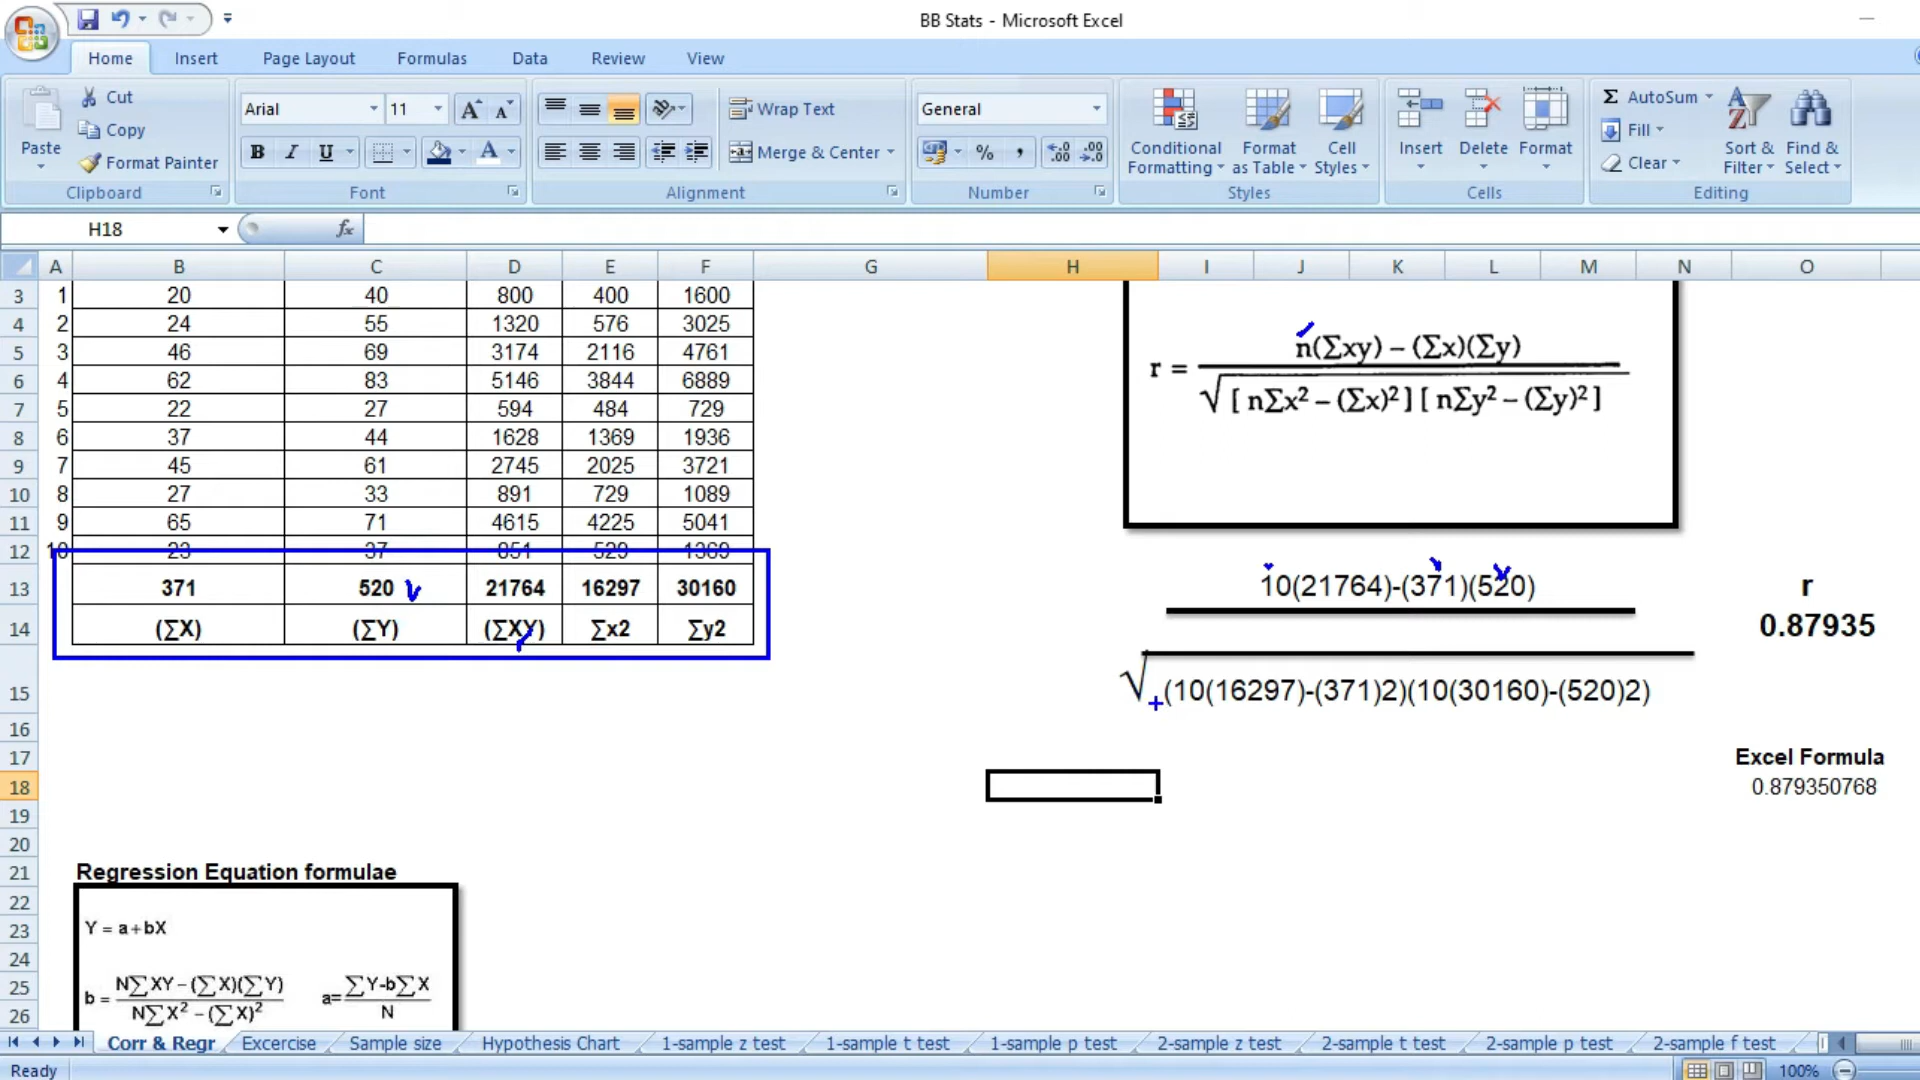 BB Stats - Microsoft Excel
Home Insert Page Layout Formulas Data Review View
Paste
Cut
Copy
Format Painter
Clipboard
Arial 11
B I U A
Font
Wrap Text
Merge & Center
Alignment
General
% ,
Number
Conditional Formatting
Format as Table
Cell Styles
Styles
Insert Delete Format
Cells
Σ AutoSum
Fill
Clear
Sort & Filter
Find & Select
Editing
H18 fx
A B C D E F G H I J K L M N O
3 1 20 40 800 400 1600
4 2 24 55 1320 576 3025
5 3 46 69 3174 2116 4761
6 4 62 83 5146 3844 6889
7 5 22 27 594 484 729
8 6 37 44 1628 1369 1936
9 7 45 61 2745 2025 3721
10 8 27 33 891 729 1089
11 9 65 71 4615 4225 5041
12 10 23 37 851 529 1369
13 371 520 21764 16297 30160
14 (∑X) (∑Y) (∑XY) ∑x2 ∑y2
15
16
17
18
19
20
21 Regression Equation formulae
22
23 Y = a+bX
24
25 b = N∑XY – (∑X)(∑Y) a= ∑Y-b∑X
26 N∑X² – (∑X)² N
r = n(∑xy) – (∑x)(∑y)
√[ n∑x² – (∑x)² ] [ n∑y² – (∑y)² ]
10(21764)-(371)(520)
√ (10(16297)-(371)2)(10(30160)-(520)2)
r
0.87935
Excel Formula
0.879350768
Corr & Regr Excercise Sample size Hypothesis Chart 1-sample z test 1-sample t test 1-sample p test 2-sample z test 2-sample t test 2-sample p test 2-sample f test
Ready 100%